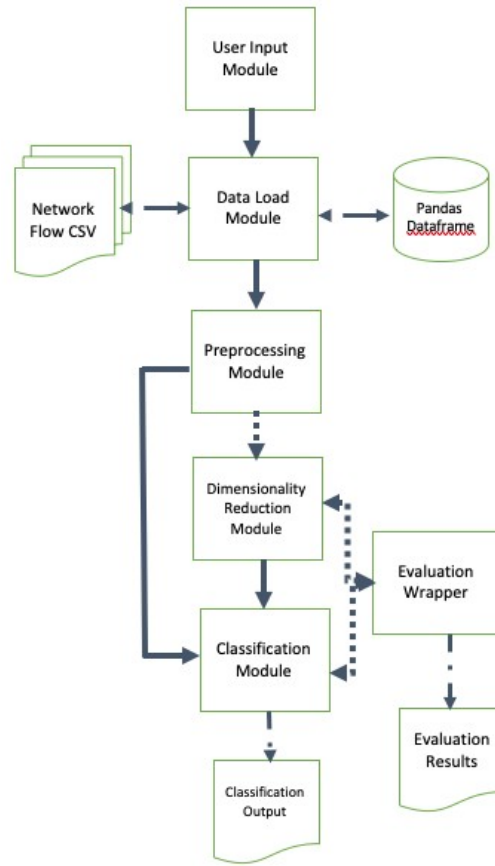 User Input
Module
Network
Flow CSV
Data Load
Module
Pandas
Dataframe
Preprocessing
Module
Dimensionality
Reduction
Module
Evaluation
Wrapper
Classification
Module
Evaluation
Results
Classification
Output